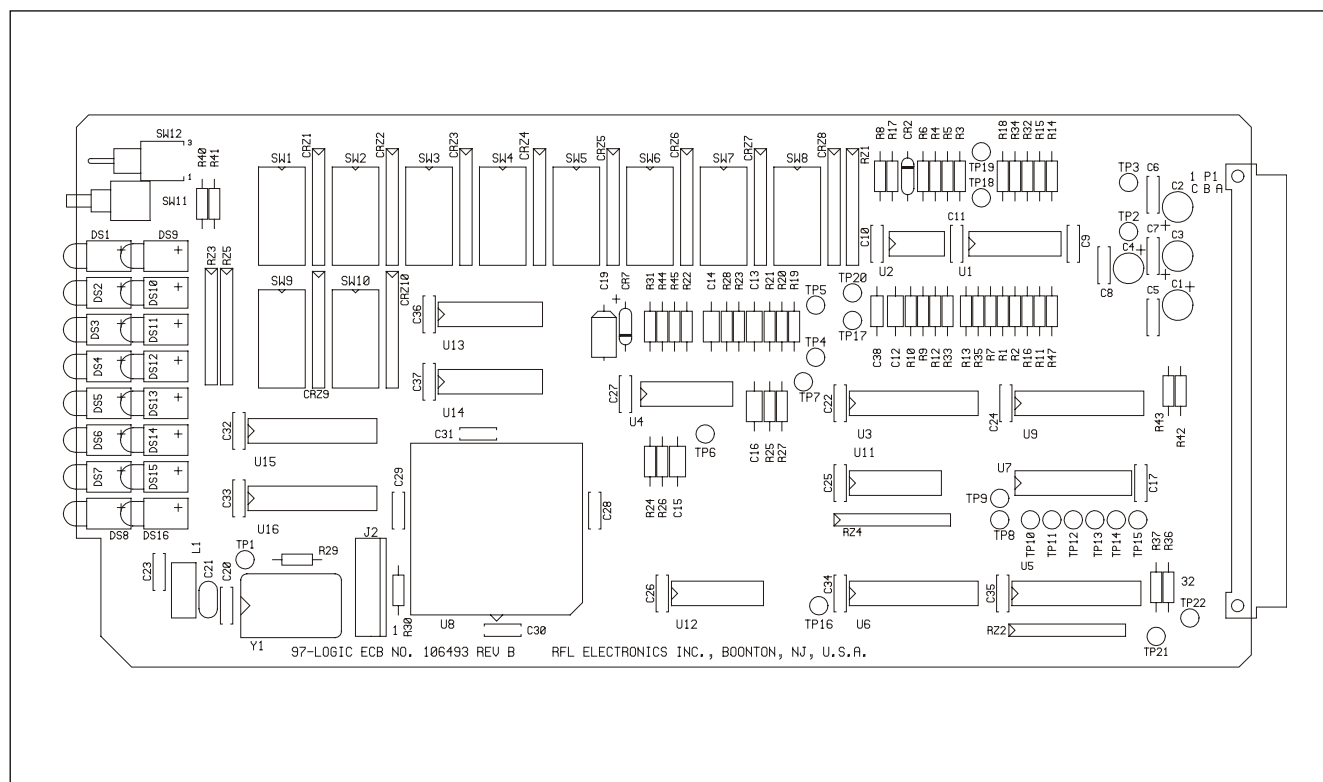 SW12
3
1
R40
R41
SW11
CRZ1
CRZ2
CRZ3
CRZ4
CRZ5
CRZ6
CRZ7
CRZ8
RZ1
SW1
SW2
SW3
SW4
SW5
SW6
SW7
SW8
R8
R17
CR2
R6
R4
R5
R3
R18
R34
R32
R15
R14
TP19
TP18
TP3
TP2
C6
1 P1
C B A
C2
+
C10
U2
C11
U1
C9
C7
C4
+
C3
+
C8
C5
C1
+
DS1
+
DS9
+
DS2
+
DS10
+
DS3
+
DS11
+
DS4
+
DS12
+
DS5
+
DS13
+
DS6
+
DS14
+
DS7
+
DS15
+
DS8
+
DS16
+
RZ3
RZ5
SW9
SW10
CRZ10
CRZ9
C36
U13
C37
U14
C19
+
CR7
R31
R44
R45
R22
C14
R28
R23
C13
R21
R20
R19
TP5
TP20
TP17
TP4
TP7
C38
C12
R10
R9
R12
R33
R13
R35
R7
R1
R2
R16
R11
R47
C27
U4
C16
R25
R27
TP6
R24
R26
C15
C22
U3
C24
U9
R43
R42
C32
U15
C33
U16
C31
C29
C28
U8
C30
U11
C25
RZ4
U7
C17
TP9
TP8
TP10
TP11
TP12
TP13
TP14
TP15
U5
R37
R36
32
C23
L1
C21
C20
TP1
R29
J2
1
R30
Y1
C26
U12
C34
U6
TP16
C35
RZ2
TP22
TP21
97-LOGIC ECB NO. 106493 REV B RFL ELECTRONICS INC., BOONTON, NJ, U.S.A.